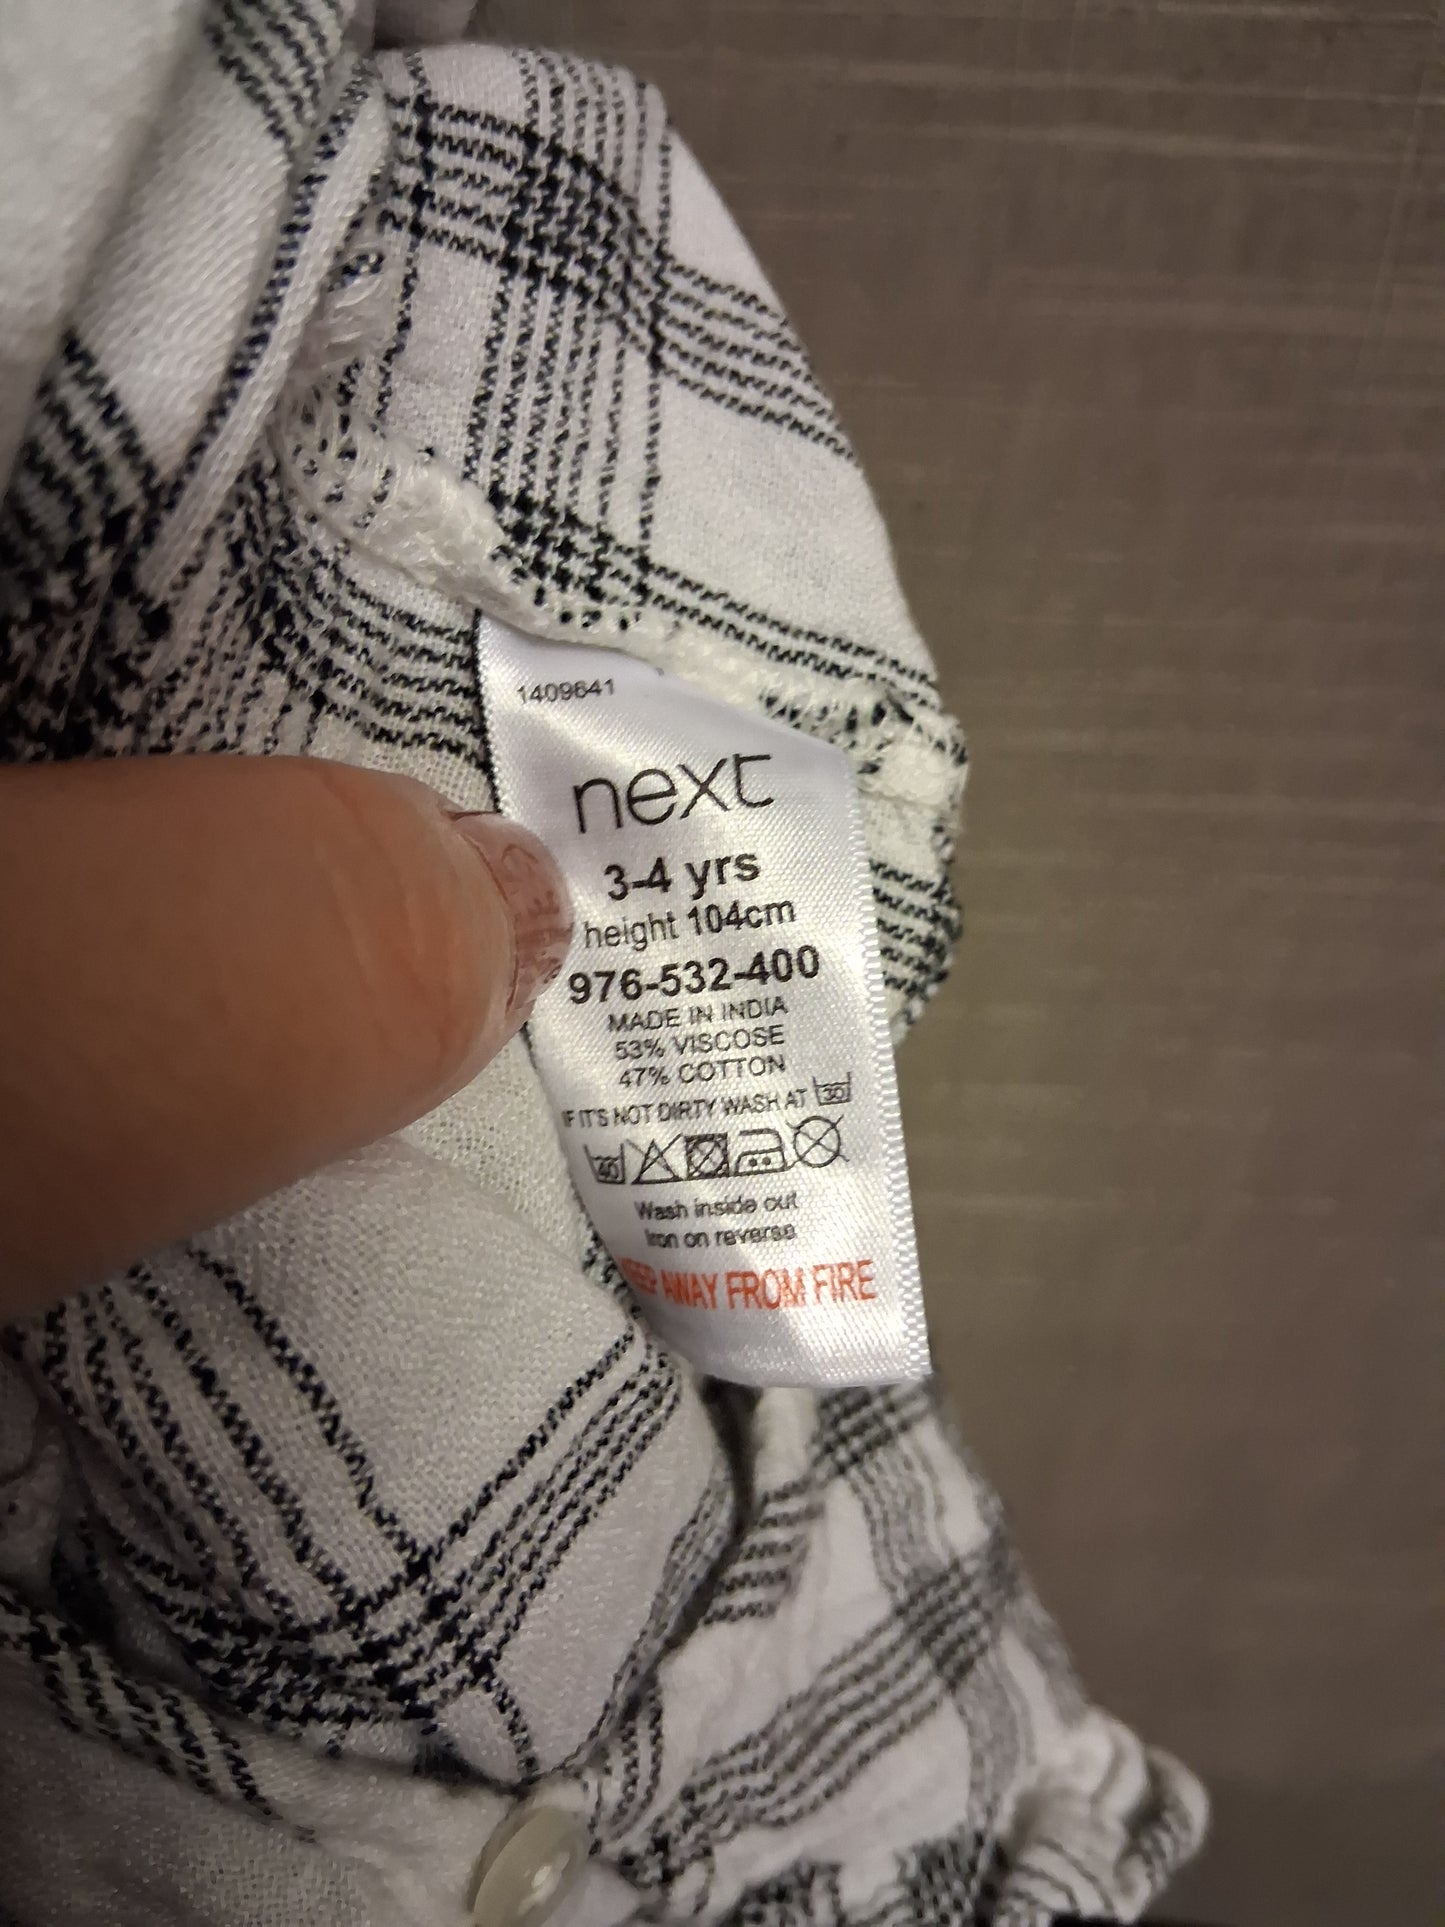 1409641
next
3-4 yrs
height 104cm
976-532-400
MADE IN INDIA
53% VISCOSE
47% COTTON
IF IT'S NOT DIRTY WASH AT 30
40
Wash inside out
Iron on reverse
KEEP AWAY FROM FIRE